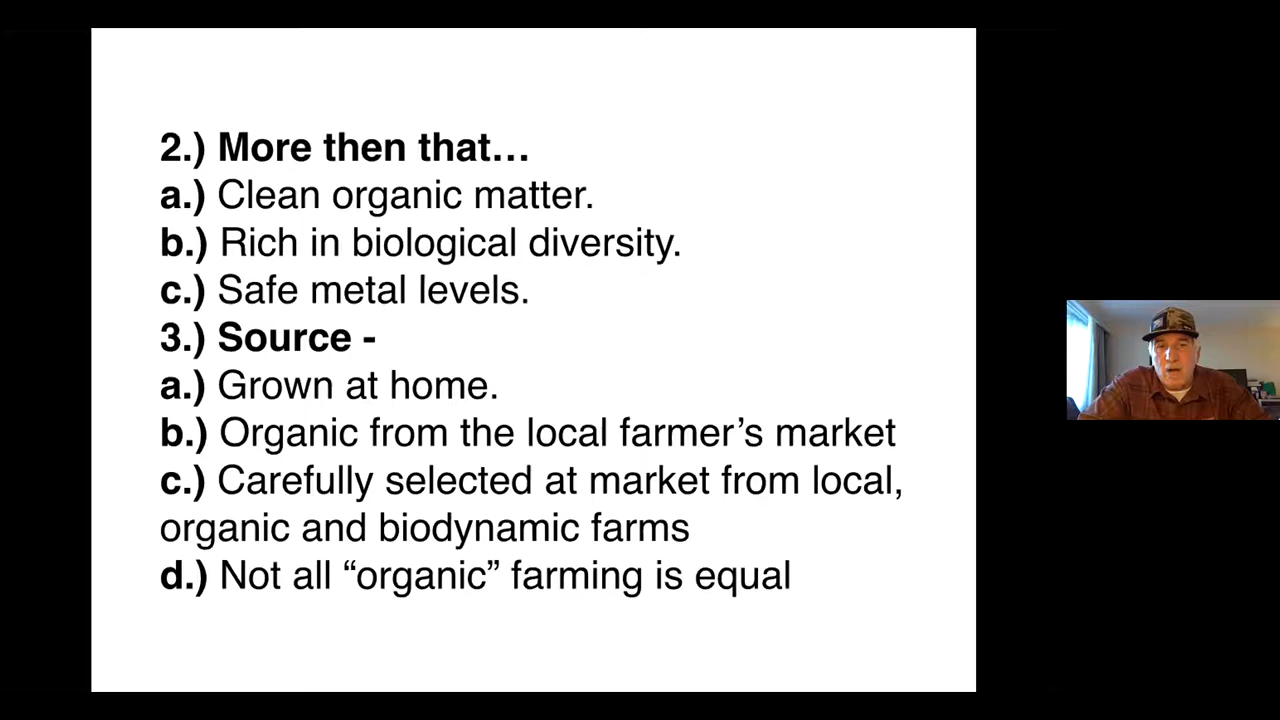 2.) More then that…
a.) Clean organic matter.
b.) Rich in biological diversity.
c.) Safe metal levels.
3.) Source -
a.) Grown at home.
b.) Organic from the local farmer’s market
c.) Carefully selected at market from local,
organic and biodynamic farms
d.) Not all “organic” farming is equal